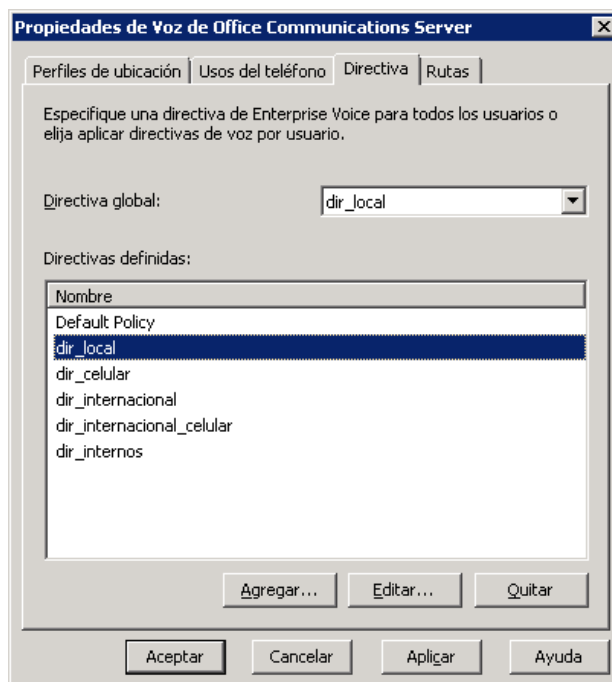 Propiedades de Voz de Office Communications Server
Perfiles de ubicación
Usos del teléfono
Directiva
Rutas
Especifique una directiva de Enterprise Voice para todos los usuarios o
elija aplicar directivas de voz por usuario.
Directiva global:
dir_local
Directivas definidas:
Nombre
Default Policy
dir_local
dir_celular
dir_internacional
dir_internacional_celular
dir_internos
Agregar...
Editar...
Quitar
Aceptar
Cancelar
Aplicar
Ayuda